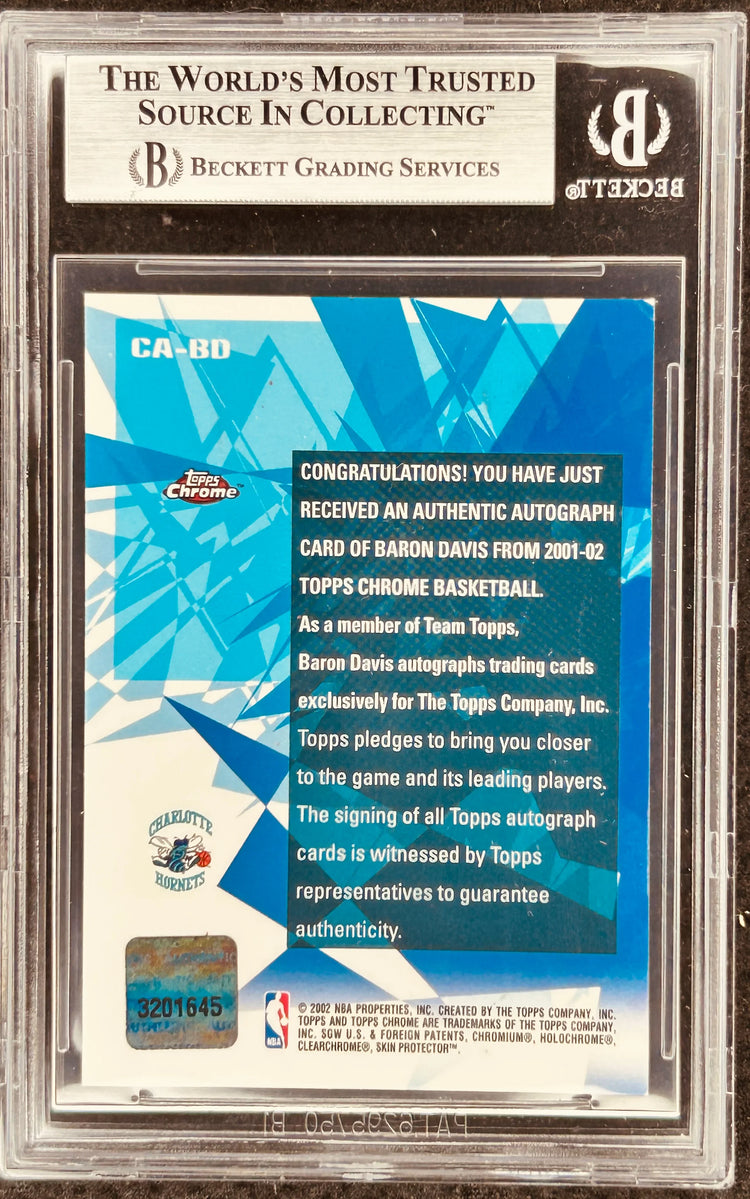 THE WORLD'S MOST TRUSTED
SOURCE IN COLLECTING™
B BECKETT GRADING SERVICES
B
BECKETT®
CA-BD
Topps
Chrome™
CONGRATULATIONS! YOU HAVE JUST
RECEIVED AN AUTHENTIC AUTOGRAPH
CARD OF BARON DAVIS FROM 2001-02
TOPPS CHROME BASKETBALL.
As a member of Team Topps,
Baron Davis autographs trading cards
exclusively for The Topps Company, Inc.
Topps pledges to bring you closer
to the game and its leading players.
The signing of all Topps autograph
cards is witnessed by Topps
representatives to guarantee
authenticity.
CHARLOTTE
HORNETS
3201645
NBA
© 2002 NBA PROPERTIES, INC. CREATED BY THE TOPPS COMPANY, INC.
TOPPS AND TOPPS CHROME ARE TRADEMARKS OF THE TOPPS COMPANY,
INC. SGW U.S. & FOREIGN PATENTS, CHROMIUM®, HOLOCHROME®,
CLEARCHROME®, SKIN PROTECTOR™.